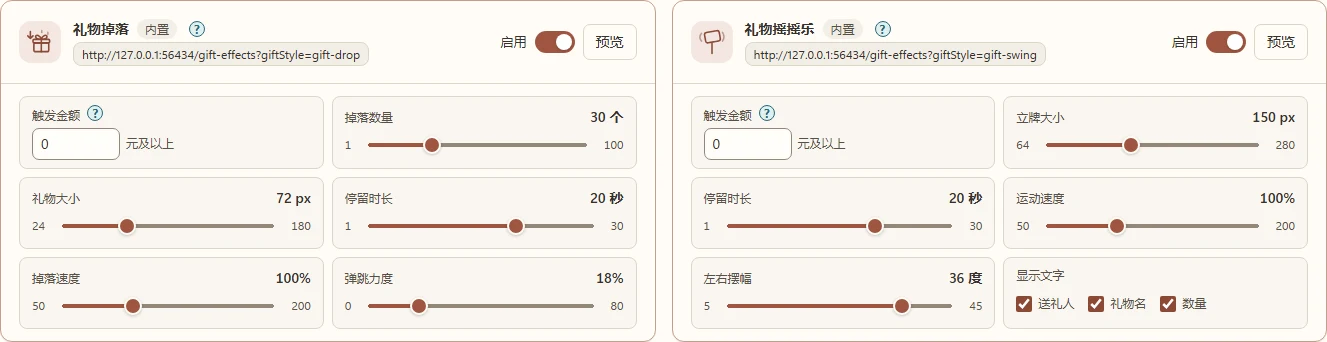 礼物掉落 内置 ?
http://127.0.0.1:56434/gift-effects?giftStyle=gift-drop
启用 预览
触发金额 ?
0 元及以上
掉落数量 30 个
1 100
礼物大小 72 px
24 180
停留时长 20 秒
1 30
掉落速度 100%
50 200
弹跳力度 18%
0 80
礼物摇摇乐 内置 ?
http://127.0.0.1:56434/gift-effects?giftStyle=gift-swing
启用 预览
触发金额 ?
0 元及以上
立牌大小 150 px
64 280
停留时长 20 秒
1 30
运动速度 100%
50 200
左右摆幅 36 度
5 45
显示文字
送礼人 礼物名 数量